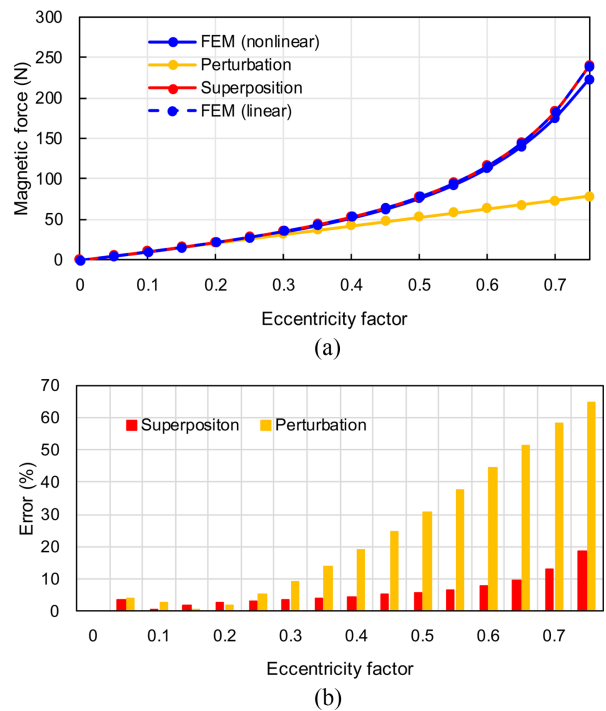 300
250
200
150
100
50
0
Magnetic force (N)
FEM (nonlinear)
Perturbation
Superposition
FEM (linear)
0 0.1 0.2 0.3 0.4 0.5 0.6 0.7
Eccentricity factor
(a)
70
60
50
40
30
20
10
0
Error (%)
Superpositon Perturbation
0 0.1 0.2 0.3 0.4 0.5 0.6 0.7
Eccentricity factor
(b)